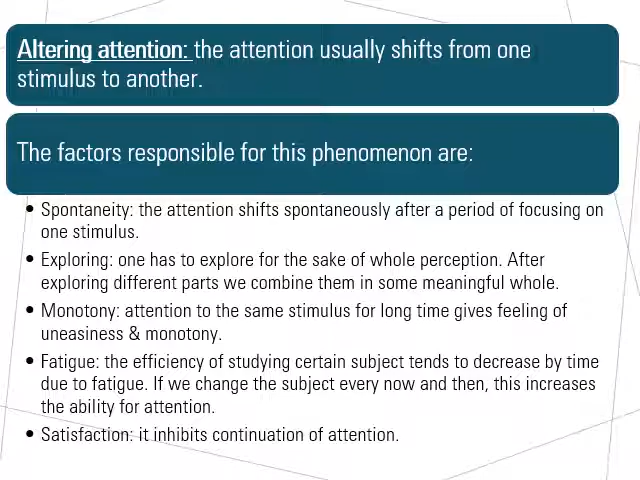 Altering attention: the attention usually shifts from one
stimulus to another.
The factors responsible for this phenomenon are:
• Spontaneity: the attention shifts spontaneously after a period of focusing on
one stimulus.
• Exploring: one has to explore for the sake of whole perception. After
exploring different parts we combine them in some meaningful whole.
• Monotony: attention to the same stimulus for long time gives feeling of
uneasiness & monotony.
• Fatigue: the efficiency of studying certain subject tends to decrease by time
due to fatigue. If we change the subject every now and then, this increases
the ability for attention.
• Satisfaction: it inhibits continuation of attention.